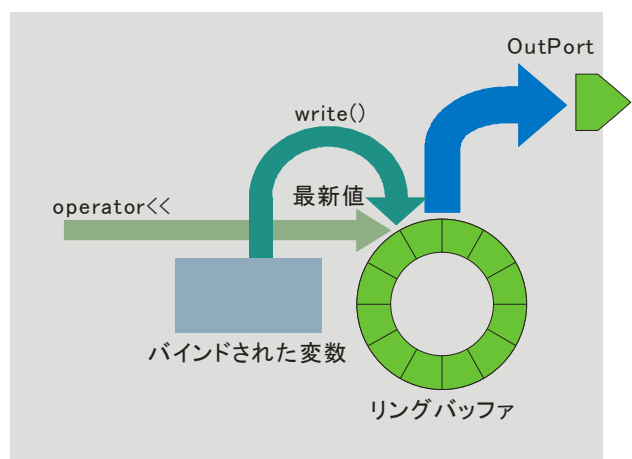 OutPort
write()
最新値
operator<<
バインドされた変数
リングバッファ